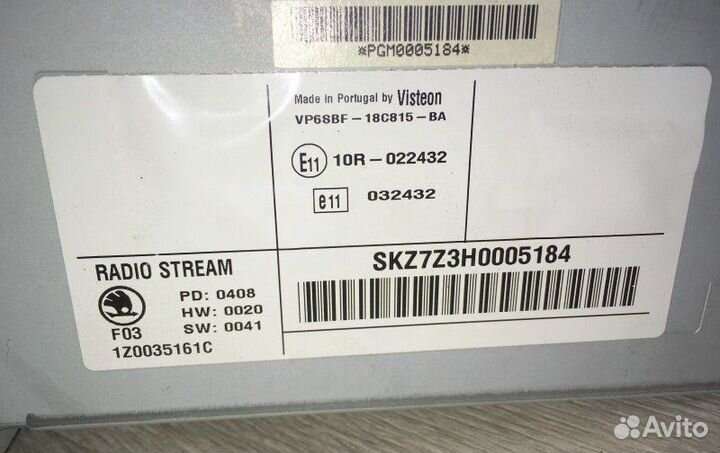 *PGM0005184*
Made in Portugal by Visteon
VP6SBF-18C815-BA
E11 10R-022432
e11 032432
RADIO STREAM
PD: 0408
HW: 0020
F03 SW: 0041
1Z0035161C
SKZ7Z3H0005184
Avito